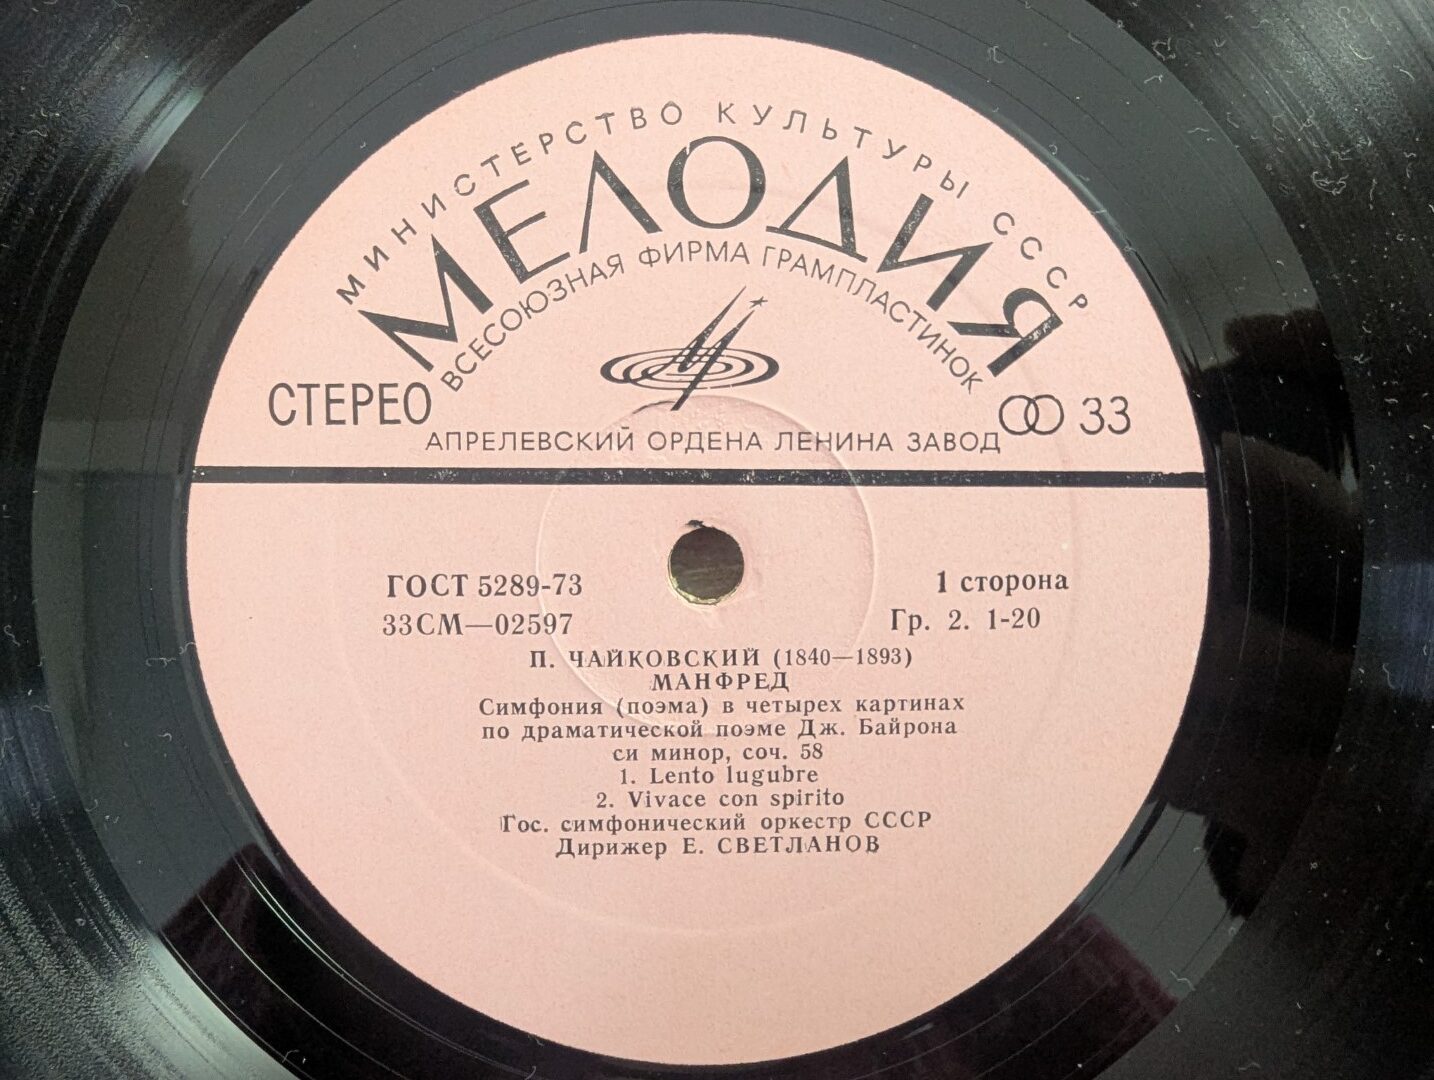 МИНИСТЕРСТВО КУЛЬТУРЫ СССР
МЕЛОДИЯ
ВСЕСОЮЗНАЯ ФИРМА ГРАМПЛАСТИНОК
СТЕРЕО
33
АПРЕЛЕВСКИЙ ОРДЕНА ЛЕНИНА ЗАВОД
ГОСТ 5289-73
1 сторона
33СМ—02597
Гр. 2. 1-20
П. ЧАЙКОВСКИЙ (1840—1893)
МАНФРЕД
Симфония (поэма) в четырех картинах
по драматической поэме Дж. Байрона
си минор, соч. 58
1. Lento lugubre
2. Vivace con spirito
Гос. симфонический оркестр СССР
Дирижер Е. СВЕТЛАНОВ